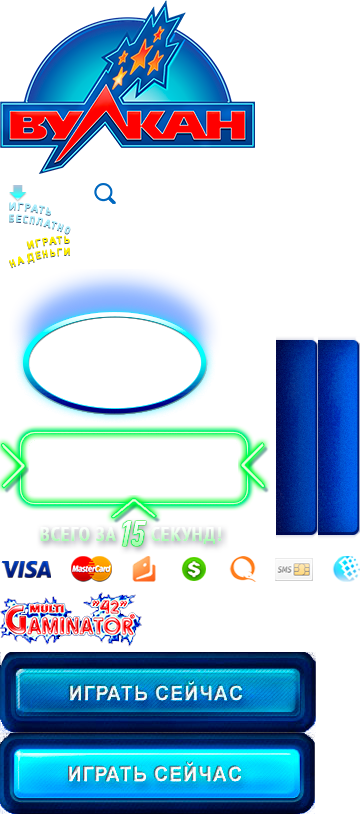 ВУЛКАН
ИГРАТЬ
БЕСПЛАТНО
ИГРАТЬ
НА ДЕНЬГИ
ВСЕГО ЗА 15 СЕКУНД!
VISA MasterCard $ SMS
MULTI "42"
GAMINATOR
ИГРАТЬ СЕЙЧАС
ИГРАТЬ СЕЙЧАС